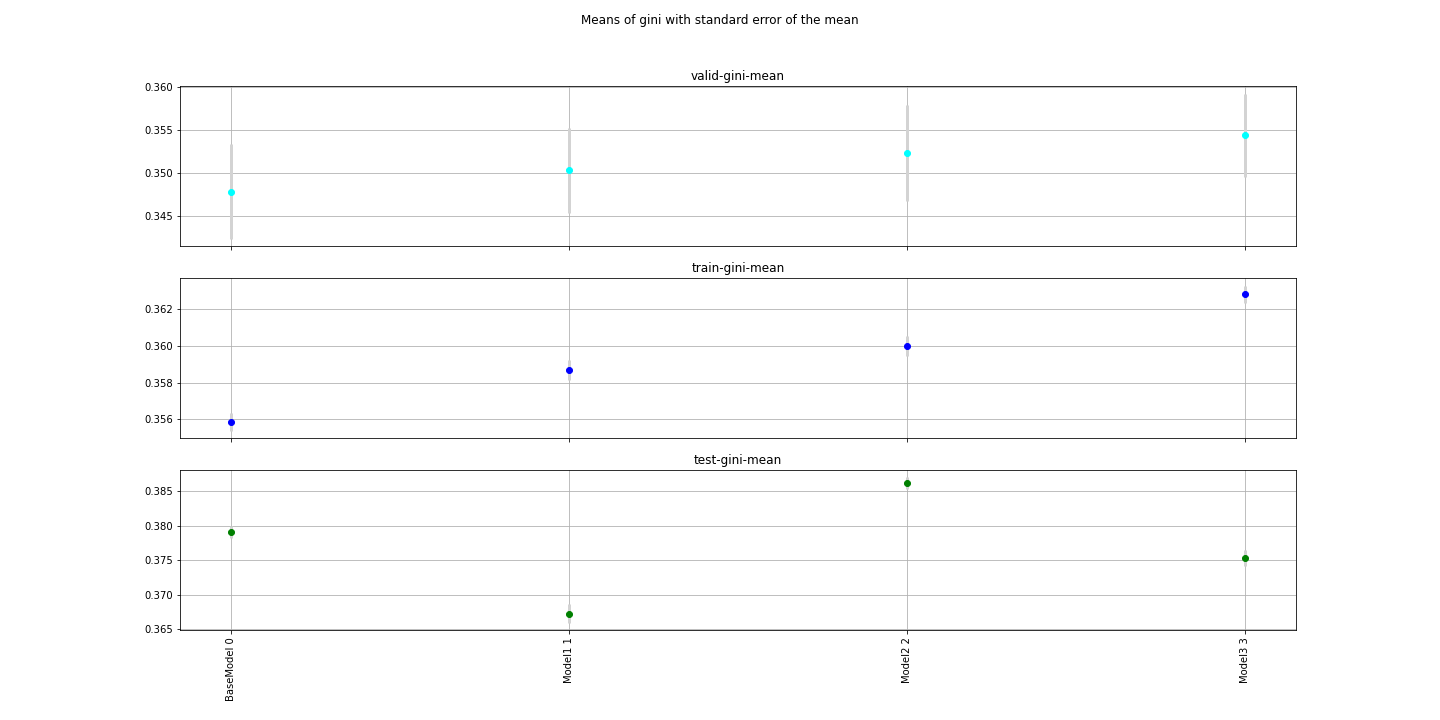 Means of gini with standard error of the mean
valid-gini-mean
0.360
0.355
0.350
0.345
train-gini-mean
0.362
0.360
0.358
0.356
test-gini-mean
0.385
0.380
0.375
0.370
0.365
BaseModel 0
Model1 1
Model2 2
Model3 3